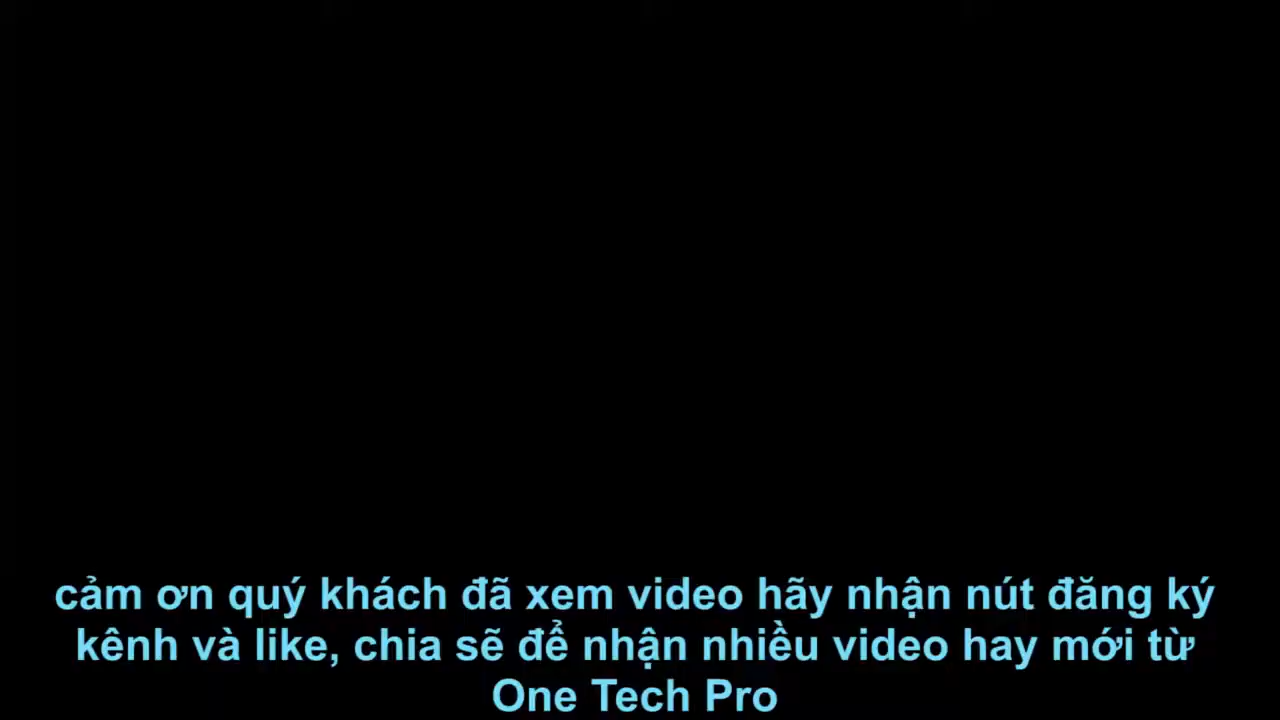 cảm ơn quý khách đã xem video hãy nhận nút đăng ký
kênh và like, chia sẽ để nhận nhiều video hay mới từ
One Tech Pro